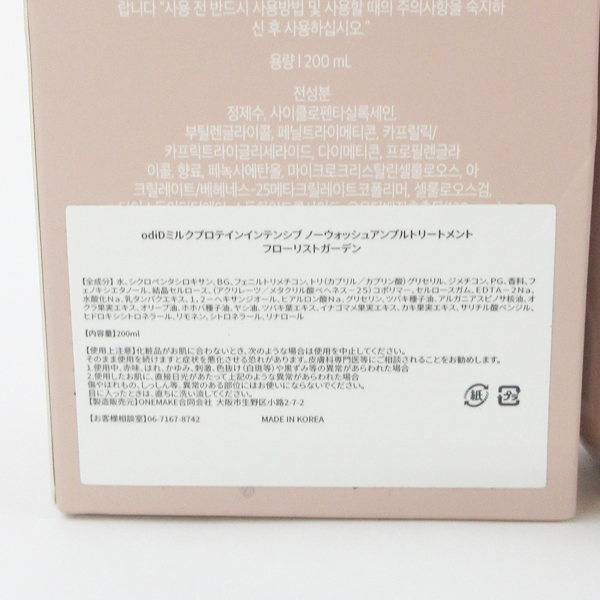 랍니다 "사용 전 반드시 사용방법 및 사용할 때의 주의사항을 숙지하
신 후 사용하십시오."
용량 | 200 mL
전성분
정제수, 사이클로펜타실록세인,
부틸렌글라이콜, 페닐트라이메티콘, 카프릴릭/
카프릭트라이글리세라이드, 다이메티콘, 프로필렌글라
이콜, 향료, 페녹시에탄올, 마이크로크리스탈린셀룰로오스, 아
크릴레이트/베헤네스-25메타크릴레이트코폴리머, 셀룰로오스검,
odiDミルクプロテインインテンシブ ノーウォッシュアンプルトリートメント
フローリストガーデン
【全成分】水、シクロペンタシロキサン、BG、フェニルトリメチコン、トリ(カプリル/カプリン酸)グリセリル、ジメチコン、PG、香料、フ
ェノキシエタノール、結晶セルロース、(アクリレーツ/メタクリル酸ベヘネス-25)コポリマー、セルロースガム、EDTA-2Na、
水酸化Na、乳タンパクエキス、1,2-ヘキサンジオール、ヒアルロン酸Na、グリセリン、ツバキ種子油、アルガニアスピノサ核油、オ
クラ果実エキス、オリーブ油、ホホバ種子油、ヤシ油、ツバキ葉エキス、イナゴマメ果実エキス、カキ果実エキス、サリチル酸ベンジル、
ヒドロキシシトロネラール、リモネン、シトロネラール、リナロール
【内容量】200ml
【使用上注意】化粧品がお肌に合わないとき、次のような場合は使用を中止してください。
そのまま使用を続けますと症状を悪化させる恐れがあります。皮膚科専門医等にご相談されることをお勧めします。
1.使用中、赤味、はれ、かゆみ、刺激、色抜け(白斑等)や黒ずみ等の異常があらわれた場合
2.使用したお肌に、直接日光があたって上記のような異常があらわれた場合
傷やはれもの、しっしん等、異常のある部位にはお使いにならないでください。
目に入ったときは、直ちに洗い流してください。
【製造販売元】ONEMAKE合同会社 大阪市生野区小路2-7-2
【お客様相談室】06-7167-8742 MADE IN KOREA
紙 プラ